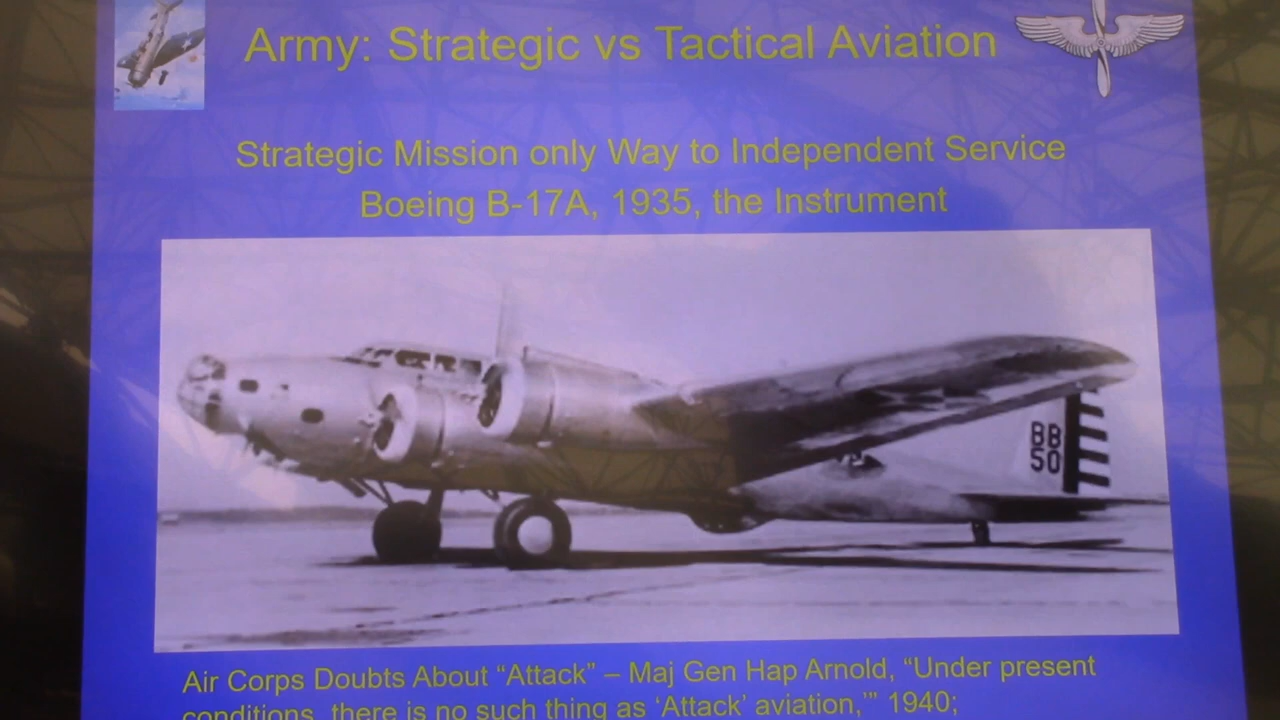 Army: Strategic vs Tactical Aviation
Strategic Mission only Way to Independent Service
Boeing B-17A, 1935, the Instrument
BB
50
Air Corps Doubts About “Attack” – Maj Gen Hap Arnold, “Under present
conditions, there is no such thing as ‘Attack’ aviation,’” 1940;